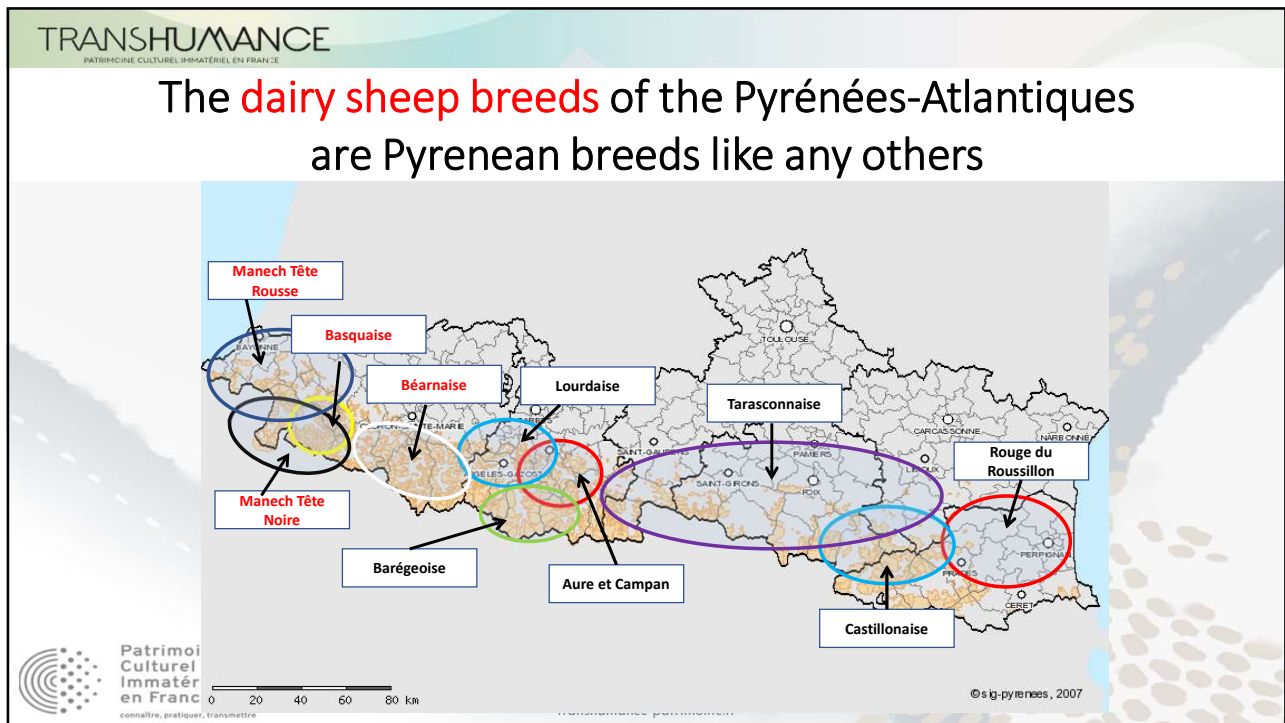 TRANSHUMANCE
PATRIMOINE CULTUREL IMMATÉRIEL EN FRANCE
The dairy sheep breeds of the Pyrénées-Atlantiques
are Pyrenean breeds like any others
Manech Tête
Rousse
Basquaise
Béarnaise
Lourdaise
Tarasconnaise
Rouge du
Roussillon
Manech Tête
Noire
Barégeoise
Aure et Campan
Castillonaise
BAYONNE
TOULOUSE
CARCASSONNE
NARBONNE
SAINT-GAUDENS
PAMIERS
LIMOUX
SAINT-GIRONS
FOIX
PERPIGNAN
PRADES
CERET
Patrimoi
Culturel
Immatér
en Franc
connaître, pratiquer, transmettre
0 20 40 60 80 km
©sig-pyrenees, 2007